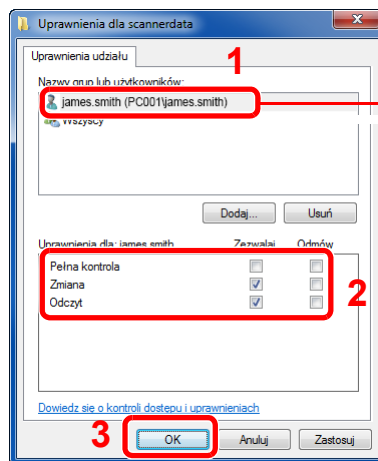 Uprawnienia dla scannerdata
Uprawnienia udziału
1
Nazwy grup lub użytkowników:
james.smith (PC001\james.smith)
Wszyscy
Dodaj... Usuń
Uprawnienia dla: james.smith Zezwalaj Odmów
Pełna kontrola
Zmiana
Odczyt
2
Dowiedz się o kontroli dostępu i uprawnieniach
3
OK Anuluj Zastosuj